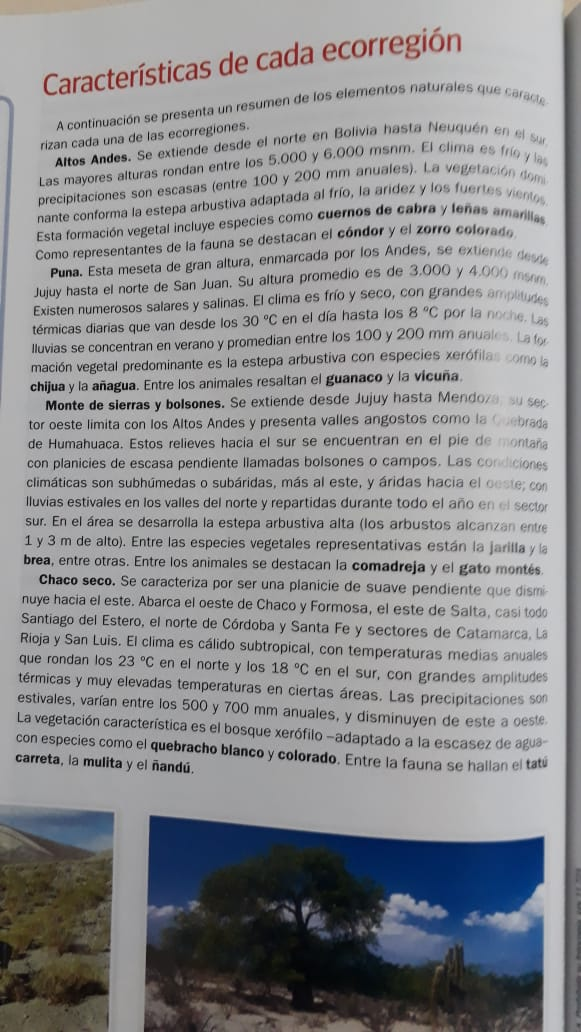 Características de cada ecorregión
A continuación se presenta un resumen de los elementos naturales que caracte-
rizan cada una de las ecorregiones.
Altos Andes. Se extiende desde el norte en Bolivia hasta Neuquén en el sur.
Las mayores alturas rondan entre los 5.000 y 6.000 msnm. El clima es frío y las
precipitaciones son escasas (entre 100 y 200 mm anuales). La vegetación domi-
nante conforma la estepa arbustiva adaptada al frío, la aridez y los fuertes vientos.
Esta formación vegetal incluye especies como cuernos de cabra y leñas amarillas.
Como representantes de la fauna se destacan el cóndor y el zorro colorado.
Puna. Esta meseta de gran altura, enmarcada por los Andes, se extiende desde
Jujuy hasta el norte de San Juan. Su altura promedio es de 3.000 y 4.000 msnm.
Existen numerosos salares y salinas. El clima es frío y seco, con grandes amplitudes
térmicas diarias que van desde los 30 ºC en el día hasta los 8 ºC por la noche. Las
lluvias se concentran en verano y promedian entre los 100 y 200 mm anuales. La for-
mación vegetal predominante es la estepa arbustiva con especies xerófilas como la
chijua y la añagua. Entre los animales resaltan el guanaco y la vicuña.
Monte de sierras y bolsones. Se extiende desde Jujuy hasta Mendoza, su sec-
tor oeste limita con los Altos Andes y presenta valles angostos como la Quebrada
de Humahuaca. Estos relieves hacia el sur se encuentran en el pie de montaña
con planicies de escasa pendiente llamadas bolsones o campos. Las condiciones
climáticas son subhúmedas o subáridas, más al este, y áridas hacia el oeste; con
lluvias estivales en los valles del norte y repartidas durante todo el año en el sector
sur. En el área se desarrolla la estepa arbustiva alta (los arbustos alcanzan entre
1 y 3 m de alto). Entre las especies vegetales representativas están la jarilla y la
brea, entre otras. Entre los animales se destacan la comadreja y el gato montés.
Chaco seco. Se caracteriza por ser una planicie de suave pendiente que dismi-
nuye hacia el este. Abarca el oeste de Chaco y Formosa, el este de Salta, casi todo
Santiago del Estero, el norte de Córdoba y Santa Fe y sectores de Catamarca, La
Rioja y San Luis. El clima es cálido subtropical, con temperaturas medias anuales
que rondan los 23 ºC en el norte y los 18 ºC en el sur, con grandes amplitudes
térmicas y muy elevadas temperaturas en ciertas áreas. Las precipitaciones son
estivales, varían entre los 500 y 700 mm anuales, y disminuyen de este a oeste.
La vegetación característica es el bosque xerófilo –adaptado a la escasez de agua–
con especies como el quebracho blanco y colorado. Entre la fauna se hallan el tatú
carreta, la mulita y el ñandú.